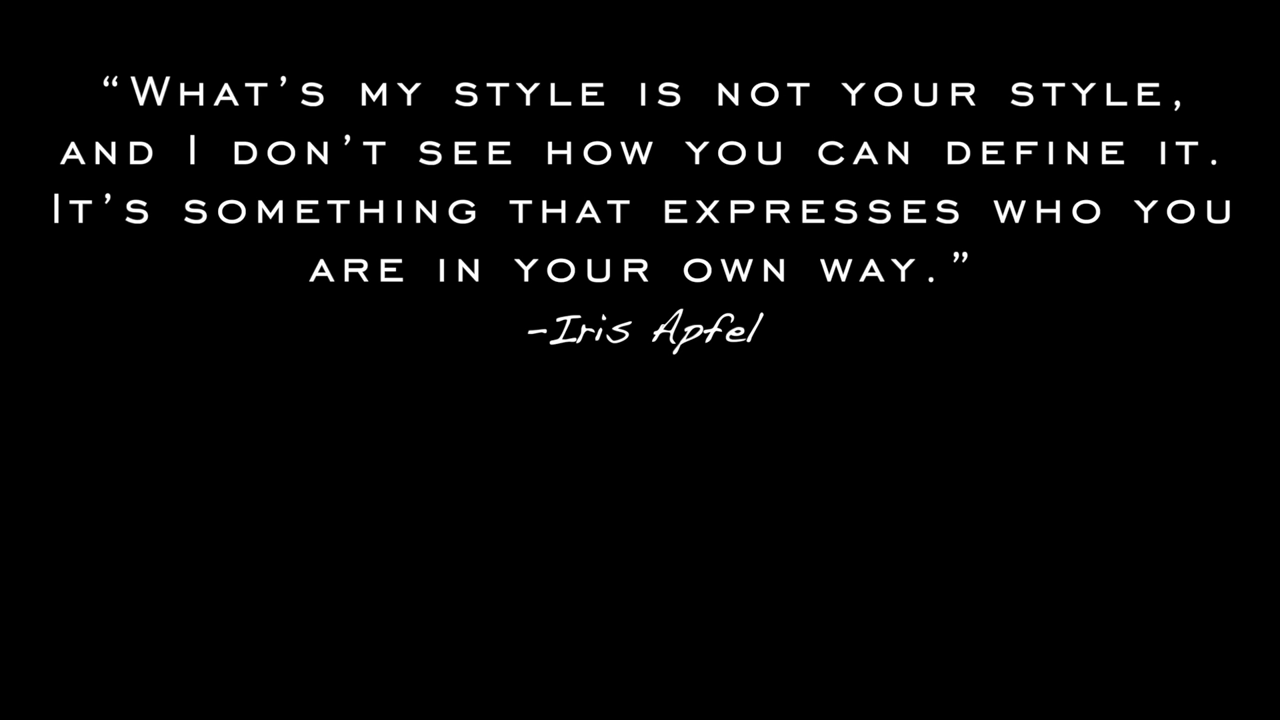 “What’s my style is not your style,
and I don’t see how you can define it.
It’s something that expresses who you
are in your own way.”
-Iris Apfel